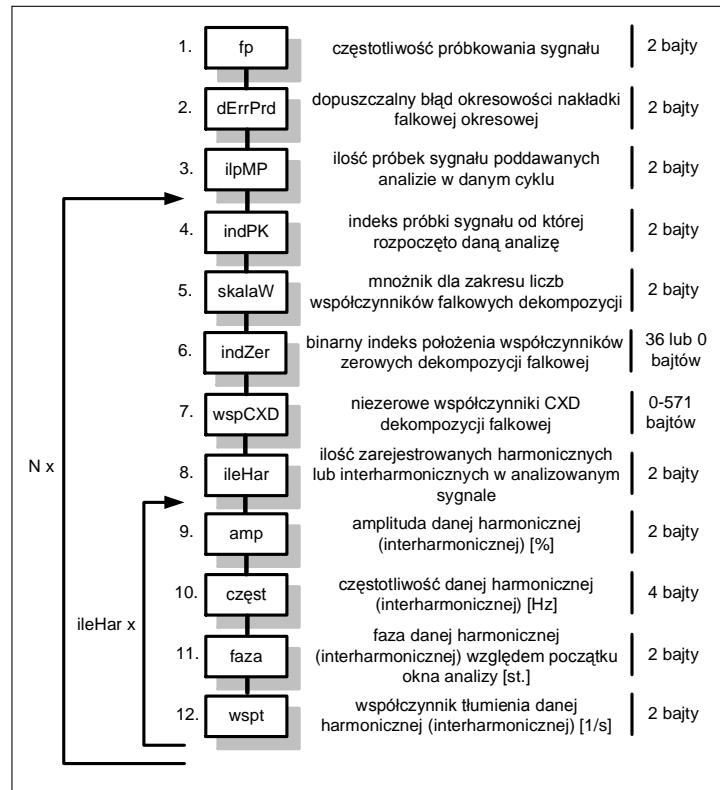 1. fp częstotliwość próbkowania sygnału 2 bajty
2. dErrPrd dopuszczalny błąd okresowości nakładki
falkowej okresowej 2 bajty
3. ilpMP ilość próbek sygnału poddawanych
analizie w danym cyklu 2 bajty
4. indPK indeks próbki sygnału od której
rozpoczęto daną analizę 2 bajty
5. skalaW mnożnik dla zakresu liczb
współczynników falkowych dekompozycji 2 bajty
6. indZer binarny indeks położenia współczynników
zerowych dekompozycji falkowej 36 lub 0
bajtów
7. wspCXD niezerowe współczynniki CXD
dekompozycji falkowej 0-571
bajtów
N x
8. ileHar ilość zarejestrowanych harmonicznych
lub interharmonicznych w analizowanym
sygnale 2 bajty
9. amp amplituda danej harmonicznej
(interharmonicznej) [%] 2 bajty
10. częst częstotliwość danej harmonicznej
(interharmonicznej) [Hz] 4 bajty
ileHar x
11. faza faza danej harmonicznej
(interharmonicznej) względem początku
okna analizy [st.] 2 bajty
12. wspt współczynnik tłumienia danej
harmonicznej (interharmonicznej) [1/s] 2 bajty